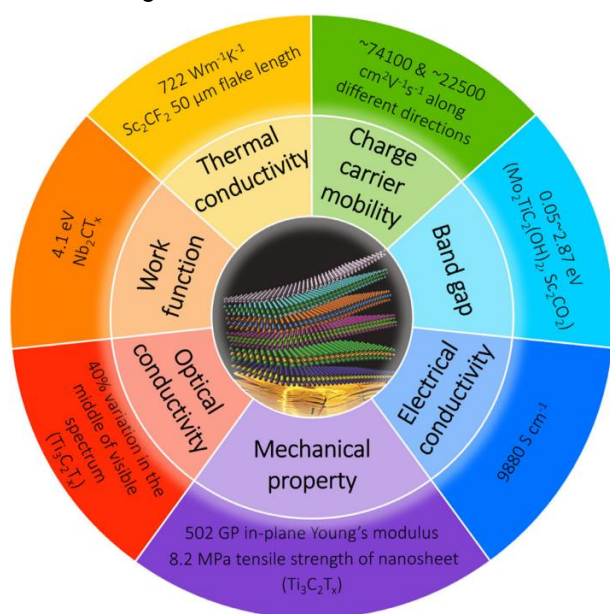 722 Wm⁻¹K⁻¹
Sc₂CF₂ 50 μm flake length
Thermal
conductivity
~74100 & ~22500
cm²V⁻¹s⁻¹ along
different directions
Charge
carrier
mobility
0.05~2.87 eV
(Mo₂TiC₂(OH)₂, Sc₂CO₂)
Band gap
9880 S cm⁻¹
Electrical
conductivity
Mechanical
property
502 GP in-plane Young’s modulus
8.2 MPa tensile strength of nanosheet
(Ti₃C₂Tₓ)
Optical
conductivity
40% variation in the
middle of visible
spectrum
(Ti₃C₂Tₓ)
Work
function
4.1 eV
Nb₂CTₓ